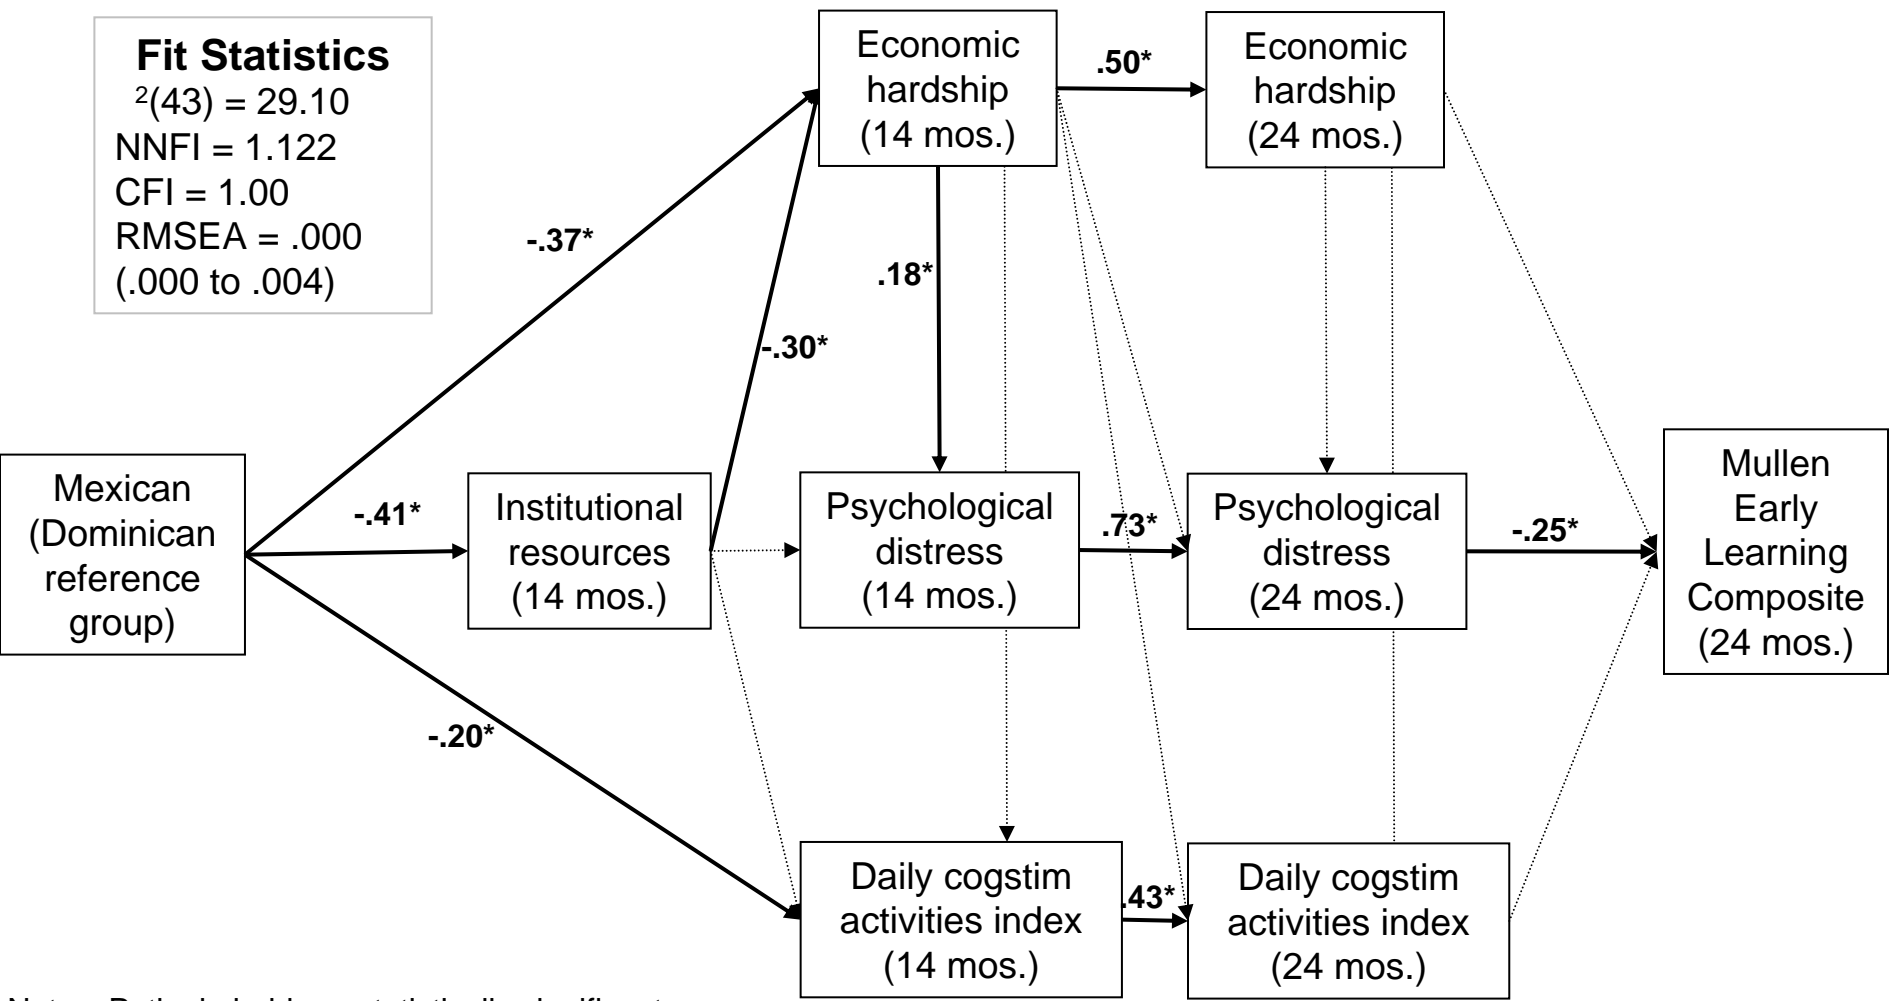 Fit Statistics
²(43) = 29.10
NNFI = 1.122
CFI = 1.00
RMSEA = .000
(.000 to .004)
Economic
hardship
(14 mos.)
.50*
Economic
hardship
(24 mos.)
-.37*
.18*
-.30*
Mexican
(Dominican
reference
group)
-.41*
Institutional
resources
(14 mos.)
Psychological
distress
(14 mos.)
.73*
Psychological
distress
(24 mos.)
-.25*
Mullen
Early
Learning
Composite
(24 mos.)
-.20*
Daily cogstim
activities index
(14 mos.)
.43*
Daily cogstim
activities index
(24 mos.)